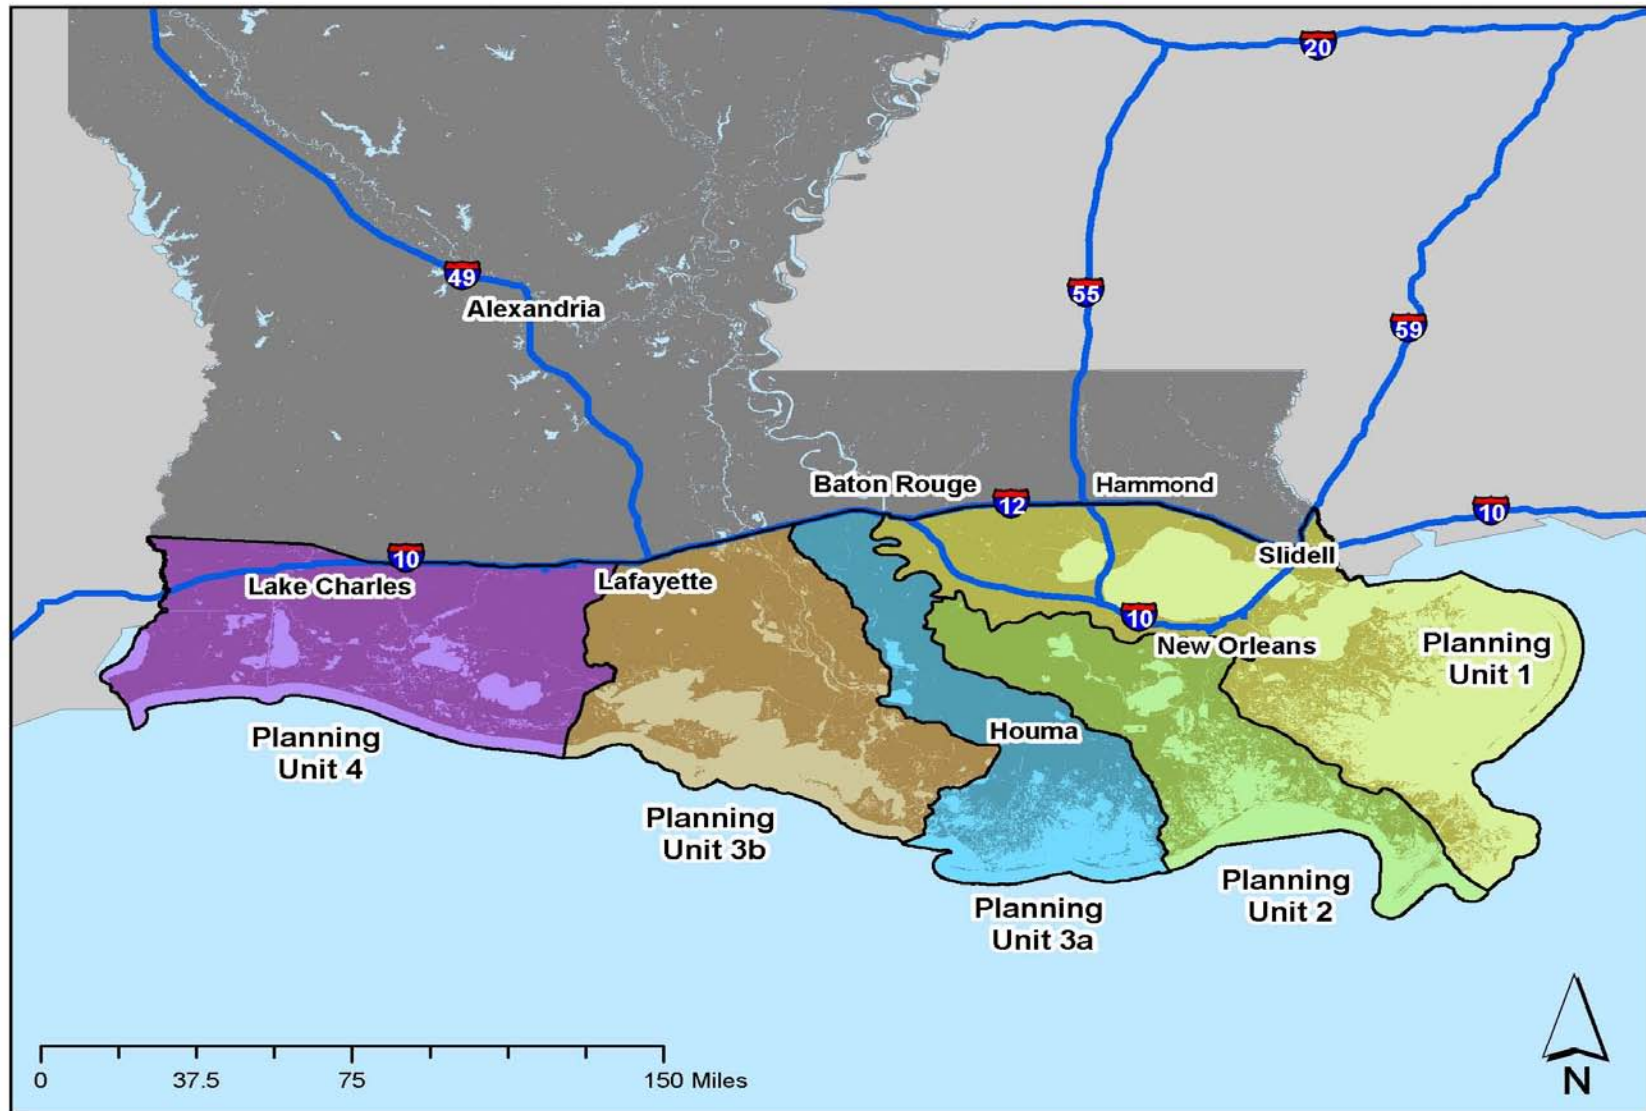 20
49
Alexandria
55
59
Baton Rouge
Hammond
12
10
Slidell
10
Lake Charles
Lafayette
10
New Orleans
Planning
Unit 1
Houma
Planning
Unit 4
Planning
Unit 3b
Planning
Unit 2
Planning
Unit 3a
0
37.5
75
150 Miles
N